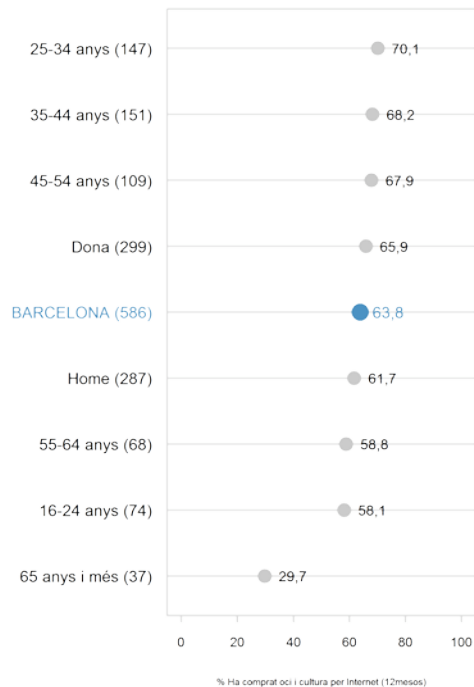 25-34 anys (147) 70,1
35-44 anys (151) 68,2
45-54 anys (109) 67,9
Dona (299) 65,9
BARCELONA (586) 63,8
Home (287) 61,7
55-64 anys (68) 58,8
16-24 anys (74) 58,1
65 anys i més (37) 29,7
0 20 40 60 80 100
% Ha comprat oci i cultura per Internet (12mesos)